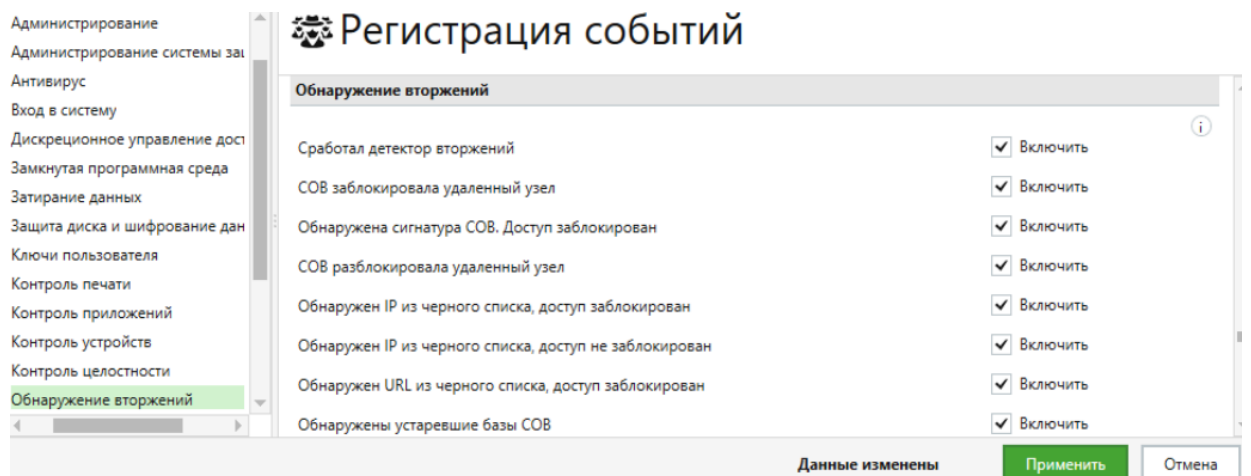 Администрирование
Администрирование системы защ
Антивирус
Вход в систему
Дискреционное управление дост
Замкнутая программная среда
Затирание данных
Защита диска и шифрование дан
Ключи пользователя
Контроль печати
Контроль приложений
Контроль устройств
Контроль целостности
Обнаружение вторжений
Регистрация событий
Обнаружение вторжений
i
Сработал детектор вторжений Включить
СОВ заблокировала удаленный узел Включить
Обнаружена сигнатура СОВ. Доступ заблокирован Включить
СОВ разблокировала удаленный узел Включить
Обнаружен IP из черного списка, доступ заблокирован Включить
Обнаружен IP из черного списка, доступ не заблокирован Включить
Обнаружен URL из черного списка, доступ заблокирован Включить
Обнаружены устаревшие базы СОВ Включить
Данные изменены Применить Отмена